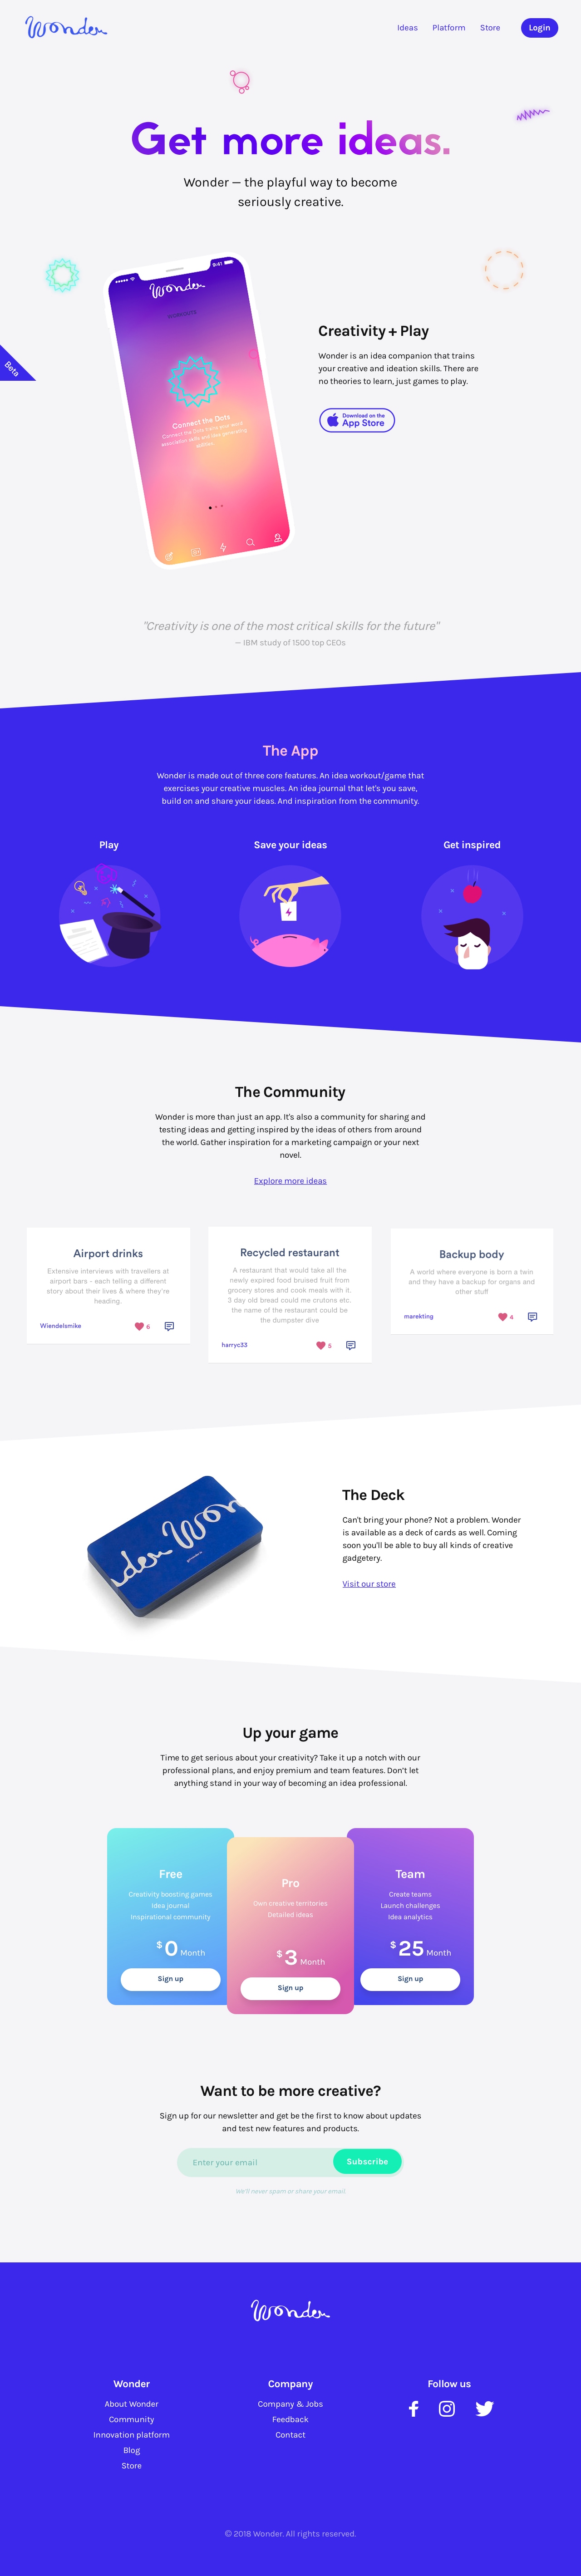 Wonder
Ideas Platform Store Login
Get more ideas.
Wonder — the playful way to become
seriously creative.
9:41
Wonder
WORKOUTS
Connect the Dots
Beta
Creativity + Play
Wonder is an idea companion that trains
your creative and ideation skills. There are
no theories to learn, just games to play.
Download on the
App Store
"Creativity is one of the most critical skills for the future"
— IBM study of 1500 top CEOs
The App
Wonder is made out of three core features. An idea workout/game that
exercises your creative muscles. An idea journal that let's you save,
build on and share your ideas. And inspiration from the community.
Play
Save your ideas
Get inspired
The Community
Wonder is more than just an app. It's also a community for sharing and
testing ideas and getting inspired by the ideas of others from around
the world. Gather inspiration for a marketing campaign or your next
novel.
Explore more ideas
Airport drinks
Extensive interviews with travellers at
airport bars - each telling a different
story about their lives & where they're
heading.
Wiendelsmike 6
Recycled restaurant
A restaurant that would take all the
newly expired food bruised fruit from
grocery stores and cook meals with it.
3 day old bread could me crutons etc.
the name of the restaurant could be
the dumpster dive
harryc33 5
Backup body
A world where everyone is born a twin
and they have a backup for organs and
other stuff
marekting 4
The Deck
Can't bring your phone? Not a problem. Wonder
is available as a deck of cards as well. Coming
soon you'll be able to buy all kinds of creative
gadgetery.
Visit our store
Up your game
Time to get serious about your creativity? Take it up a notch with our
professional plans, and enjoy premium and team features. Don't let
anything stand in your way of becoming an idea professional.
Free
Creativity boosting games
Idea journal
Inspirational sommunity
$ 0 Month
Sign up
Pro
Own creative territories
Detailed ideas
$ 3 Month
Sign up
Team
Create teams
Launch challenges
Idea analytics
$ 25 Month
Sign up
Want to be more creative?
Sign up for our newsletter and get be the first to know about updates
and test new features and products.
Enter your email Subscribe
We'll never spam or share your email
Wonder
Wonder
About Wonder
Community
Innovation platform
Blog
Store
Company
Company & Jobs
Feedback
Contact
Follow us
© 2018 Wonder. All rights reserved.